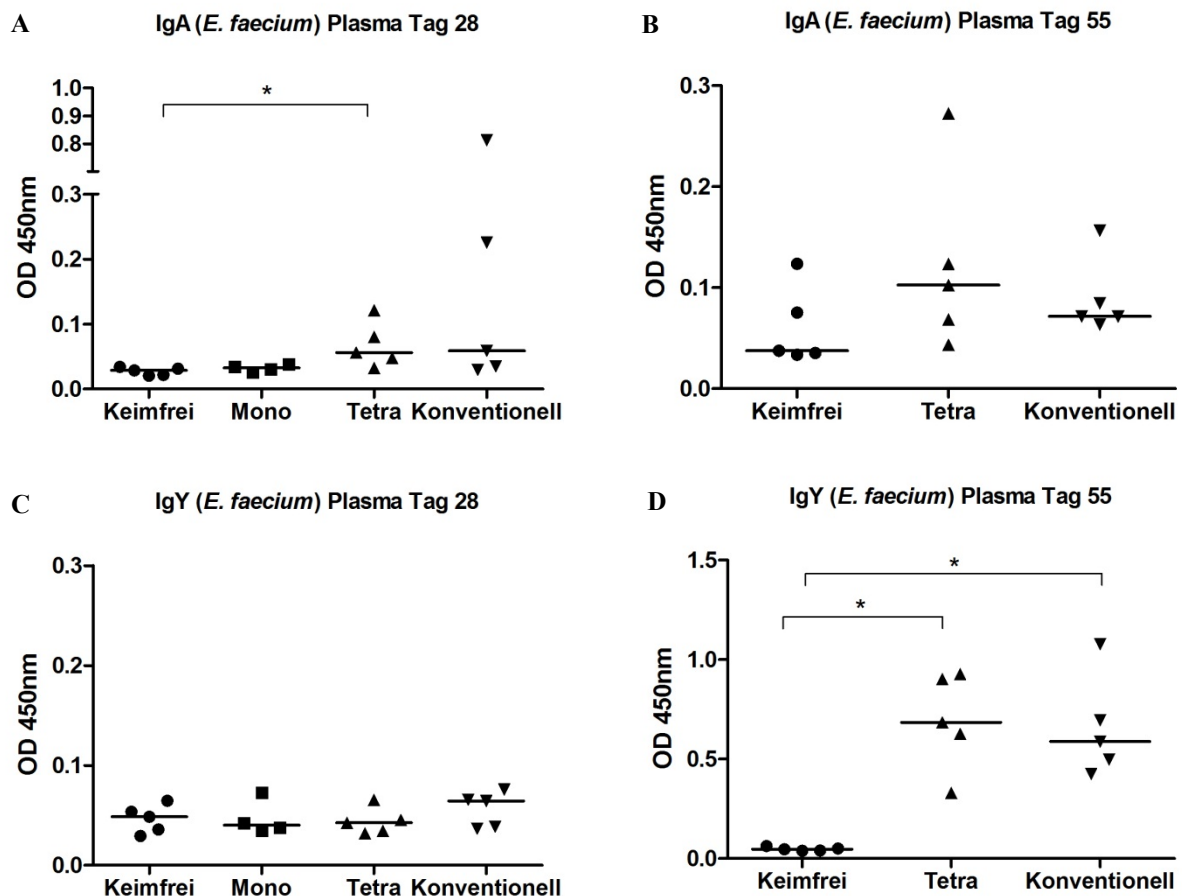 A
IgA (E. faecium) Plasma Tag 28
1.0
0.9
0.8
0.3
0.2
0.1
0.0
OD 450nm
*
Keimfrei Mono Tetra Konventionell
B
IgA (E. faecium) Plasma Tag 55
0.3
0.2
0.1
0.0
OD 450nm
Keimfrei Tetra Konventionell
C
IgY (E. faecium) Plasma Tag 28
0.3
0.2
0.1
0.0
OD 450nm
Keimfrei Mono Tetra Konventionell
D
IgY (E. faecium) Plasma Tag 55
1.5
1.0
0.5
0.0
OD 450nm
*
*
Keimfrei Tetra Konventionell